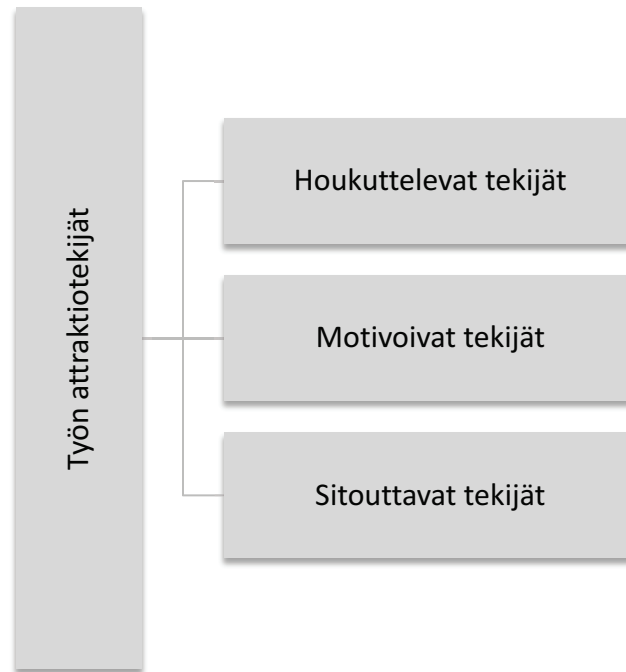 Työn attraktiotekijät
Houkuttelevat tekijät
Motivoivat tekijät
Sitouttavat tekijät